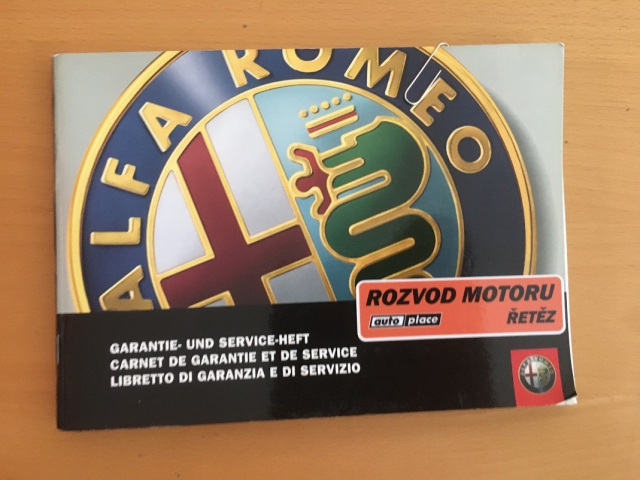 ALFA ROMEO
ROZVOD MOTORU
auto place
ŘETĚZ
GARANTIE- UND SERVICE-HEFT
CARNET DE GARANTIE ET DE SERVICE
LIBRETTO DI GARANZIA E DI SERVIZIO